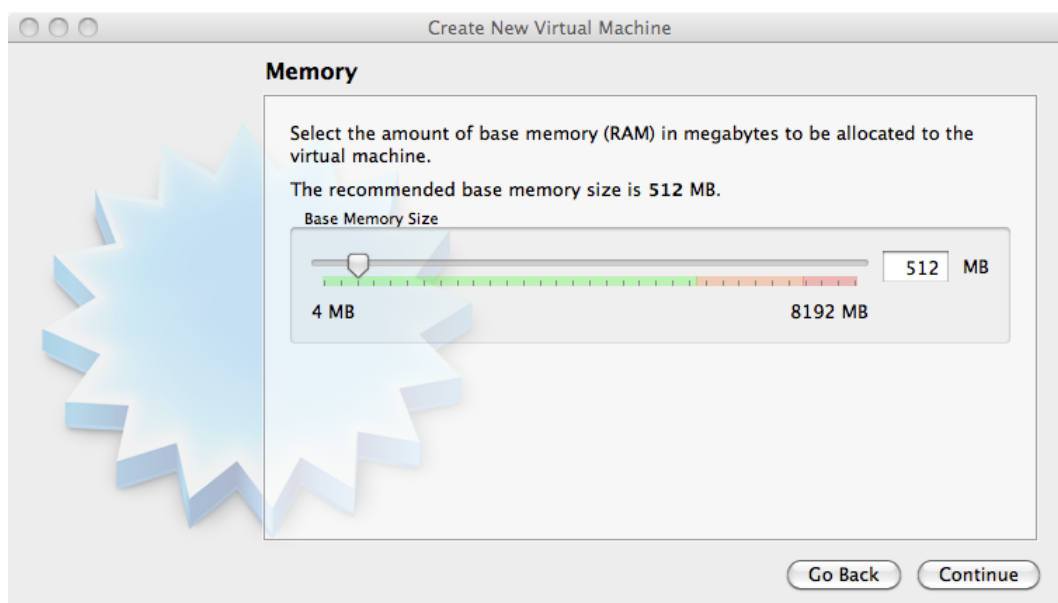 Create New Virtual Machine
Memory
Select the amount of base memory (RAM) in megabytes to be allocated to the
virtual machine.
The recommended base memory size is 512 MB.
Base Memory Size
512 MB
4 MB 8192 MB
Go Back Continue